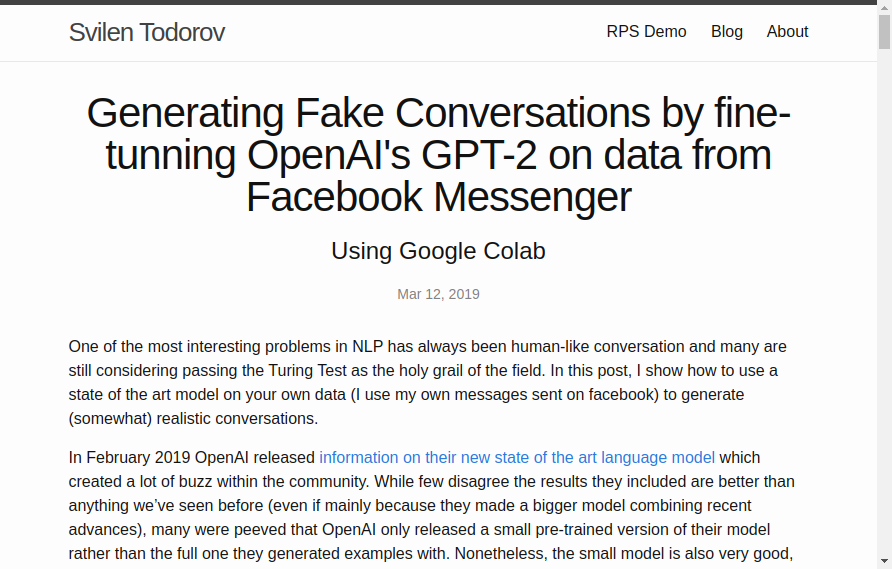 Svilen Todorov
RPS Demo Blog About
Generating Fake Conversations by fine-
tunning OpenAI's GPT-2 on data from
Facebook Messenger
Using Google Colab
Mar 12, 2019
One of the most interesting problems in NLP has always been human-like conversation and many are
still considering passing the Turing Test as the holy grail of the field. In this post, I show how to use a
state of the art model on your own data (I use my own messages sent on facebook) to generate
(somewhat) realistic conversations.
In February 2019 OpenAI released information on their new state of the art language model which
created a lot of buzz within the community. While few disagree the results they included are better than
anything we’ve seen before (even if mainly because they made a bigger model combining recent
advances), many were peeved that OpenAI only released a small pre-trained version of their model
rather than the full one they generated examples with. Nonetheless, the small model is also very good,